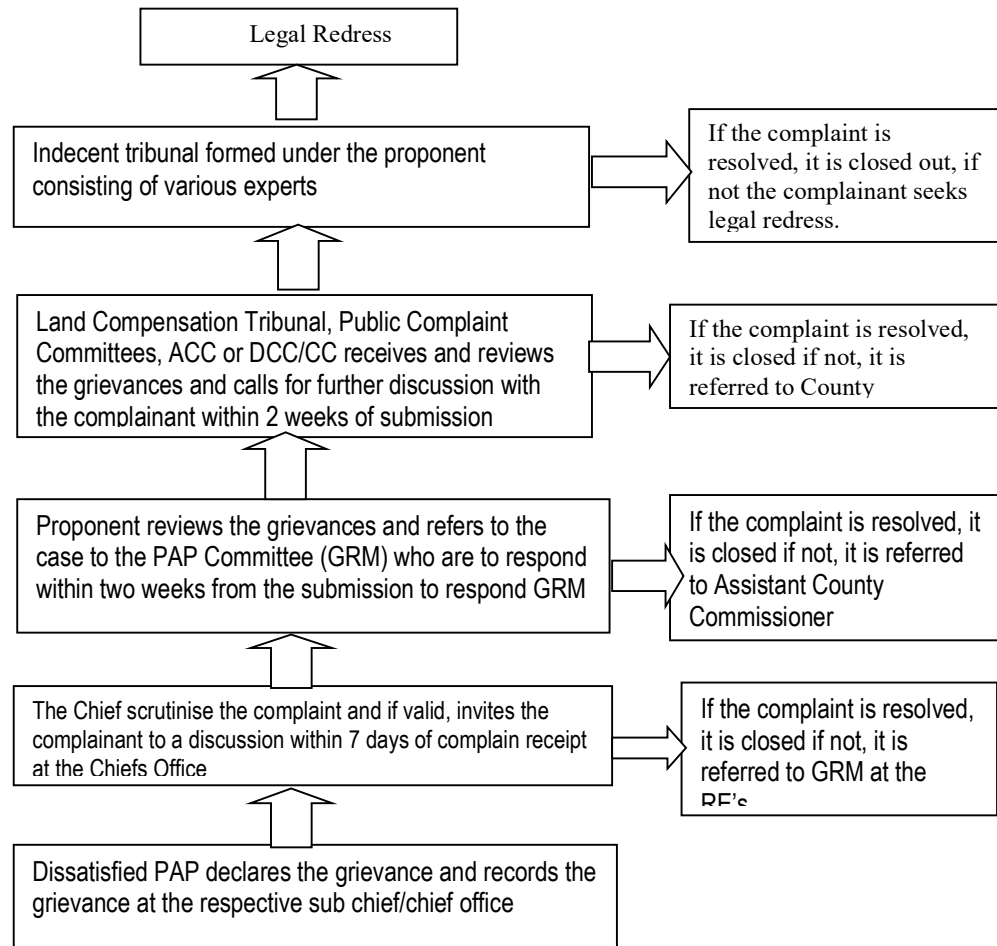 Legal Redress
Indecent tribunal formed under the proponent
consisting of various experts
If the complaint is
resolved, it is closed out, if
not the complainant seeks
legal redress.
Land Compensation Tribunal, Public Complaint
Committees, ACC or DCC/CC receives and reviews
the grievances and calls for further discussion with
the complainant within 2 weeks of submission
If the complaint is resolved,
it is closed if not, it is
referred to County
Proponent reviews the grievances and refers to the
case to the PAP Committee (GRM) who are to respond
within two weeks from the submission to respond GRM
If the complaint is resolved, it
is closed if not, it is referred
to Assistant County
Commissioner
The Chief scrutinise the complaint and if valid, invites the
complainant to a discussion within 7 days of complain receipt
at the Chiefs Office
If the complaint is resolved,
it is closed if not, it is
referred to GRM at the
RE's
Dissatisfied PAP declares the grievance and records the
grievance at the respective sub chief/chief office